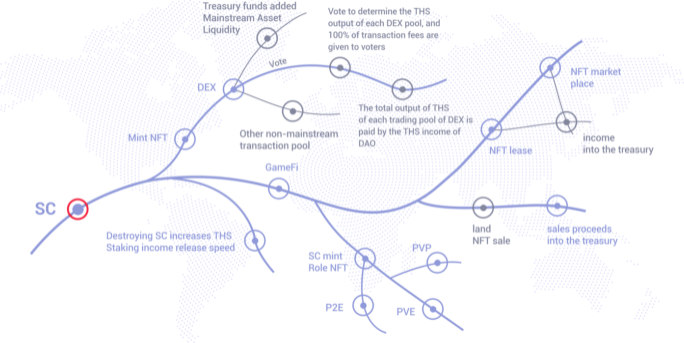 Treasury funds added
Mainstream Asset
Liquidity
Vote to determine the THS
output of each DEX pool, and
100% of transaction fees are
given to voters
Vote
DEX
NFT market
place
The total output of THS
of each trading pool of DEX is
paid by the THS income of
DAO
Mint NFT
Other non-mainstream
transaction pool
income
into the treasury
NFT lease
GameFi
SC
land
NFT sale
sales proceeds
into the treasury
Destroying SC increases THS
Staking income release speed
SC mint
Role NFT
PVP
P2E
PVE